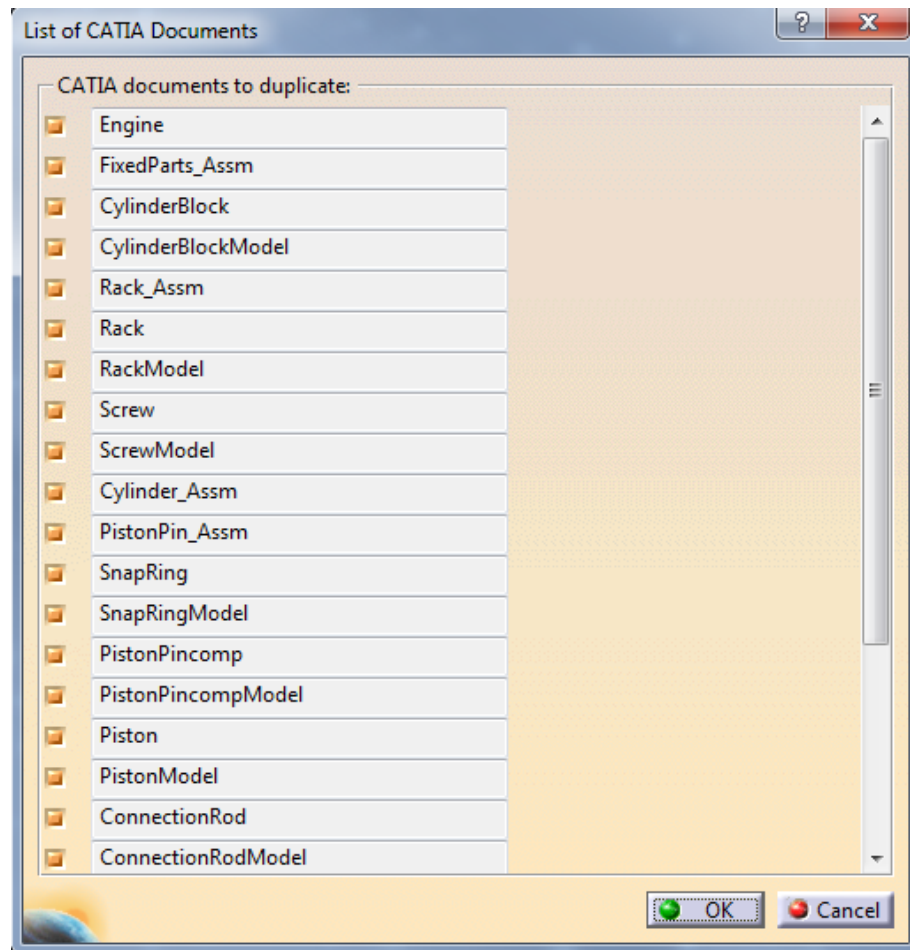 List of CATIA Documents
?
X
CATIA documents to duplicate:
Engine
FixedParts_Assm
CylinderBlock
CylinderBlockModel
Rack_Assm
Rack
RackModel
Screw
ScrewModel
Cylinder_Assm
PistonPin_Assm
SnapRing
SnapRingModel
PistonPincomp
PistonPincompModel
Piston
PistonModel
ConnectionRod
ConnectionRodModel
OK Cancel